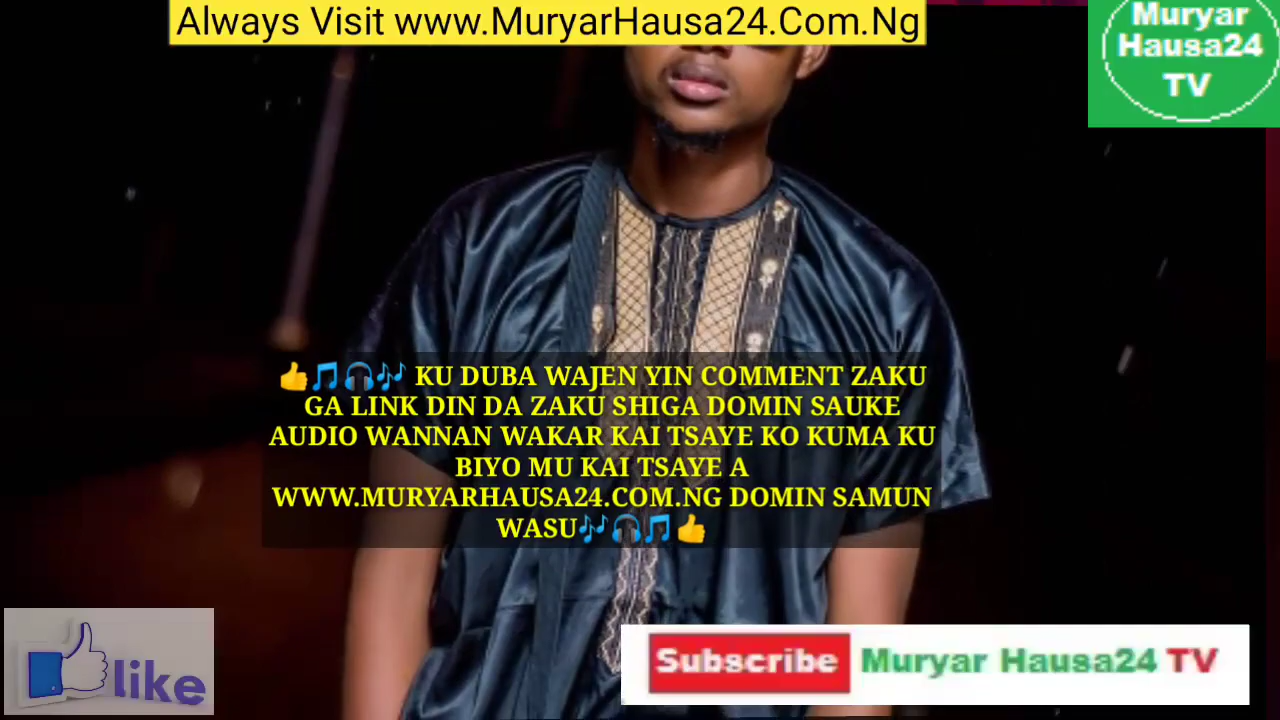 Always Visit www.MuryarHausa24.Com.Ng
Muryar
Hausa24
TV
👍🎵🎧🎶 KU DUBA WAJEN YIN COMMENT ZAKU
GA LINK DIN DA ZAKU SHIGA DOMIN SAUKE
AUDIO WANNAN WAKAR KAI TSAYE KO KUMA KU
BIYO MU KAI TSAYE A
WWW.MURYARHAUSA24.COM.NG DOMIN SAMUN
WASU🎶🎧🎵👍
like
Subscribe Muryar Hausa24 TV